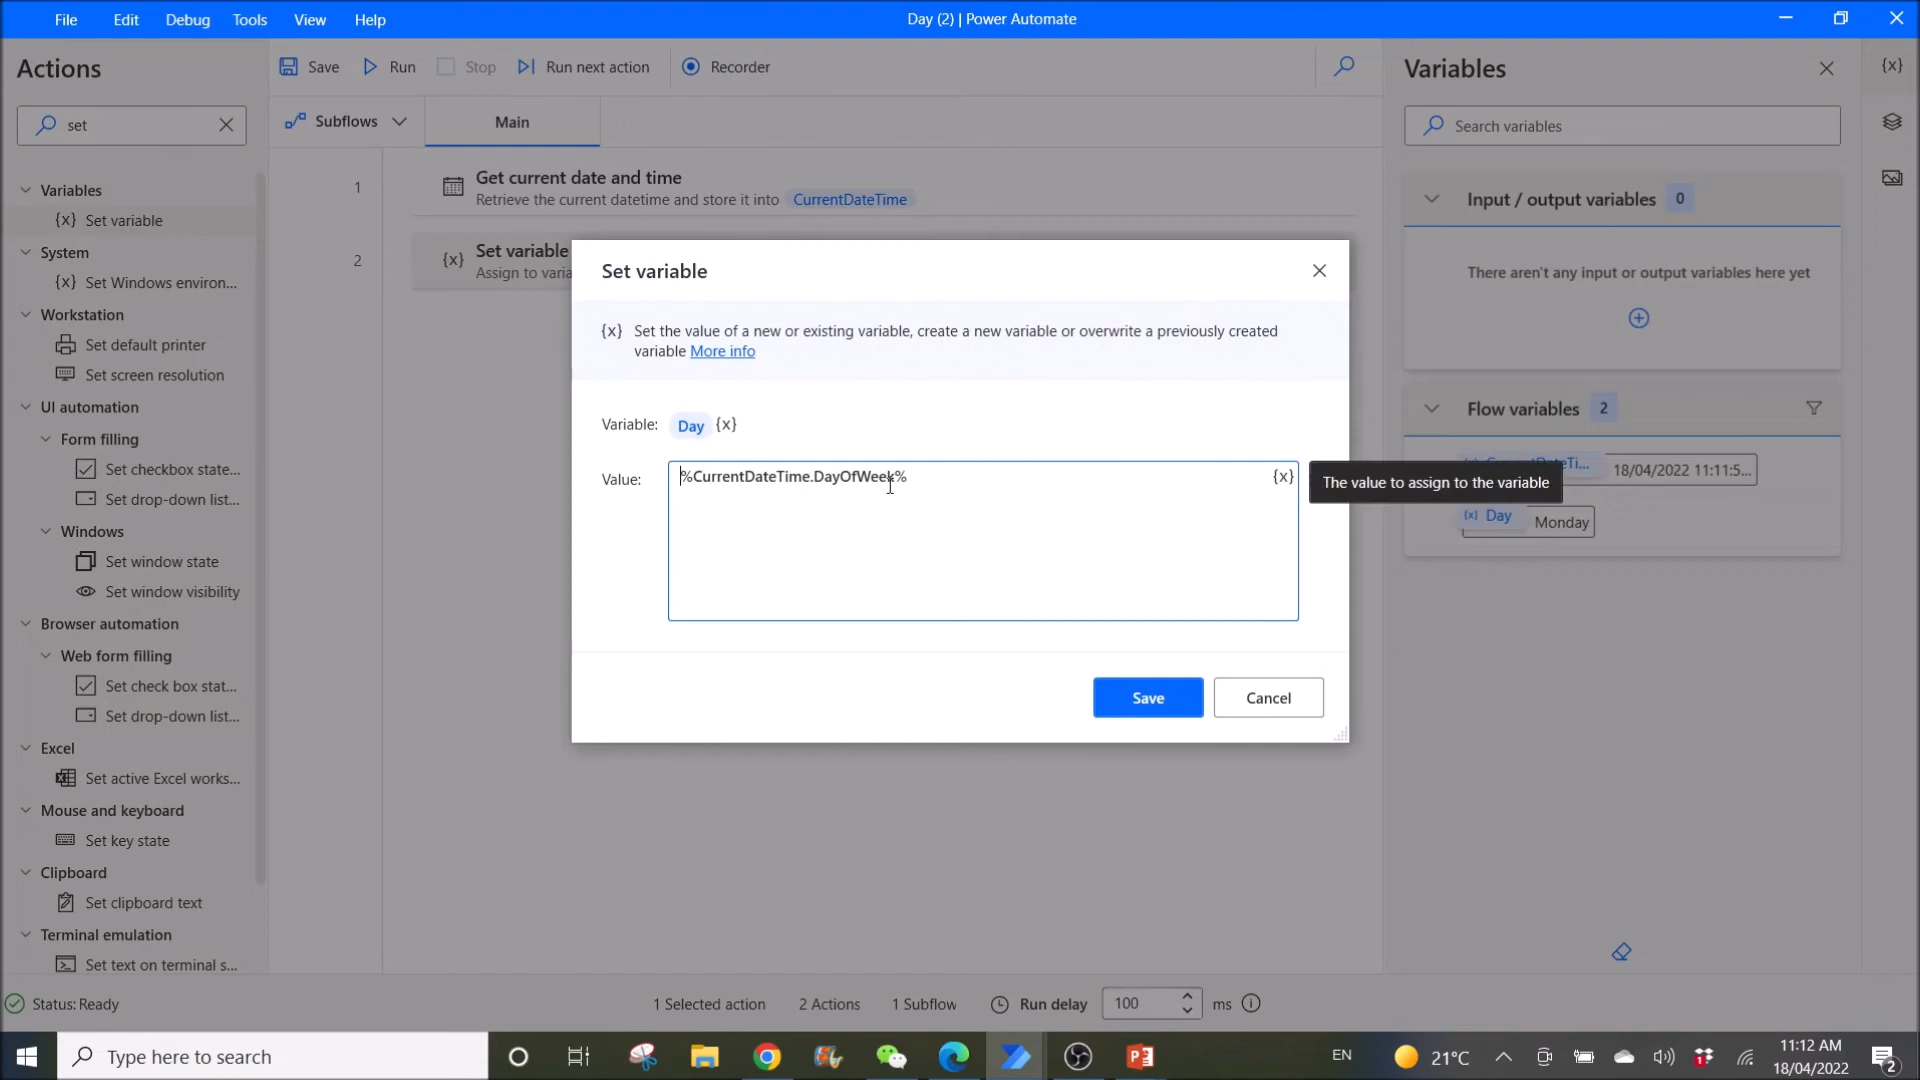 File Edit Debug Tools View Help
Day (2) | Power Automate
Actions
set
Variables
{x} Set variable
System
{x} Set Windows environ...
Workstation
Set default printer
Set screen resolution
UI automation
Form filling
Set checkbox state...
Set drop-down list...
Windows
Set window state
Set window visibility
Browser automation
Web form filling
Set check box stat...
Set drop-down list...
Excel
Set active Excel works...
Mouse and keyboard
Set key state
Clipboard
Set clipboard text
Terminal emulation
Set text on terminal s...
Save Run Stop Run next action Recorder
Subflows
Main
1
Get current date and time
Retrieve the current datetime and store it into CurrentDateTime
2
{x} Set variable
Assign to varia
Set variable
{x} Set the value of a new or existing variable, create a new variable or overwrite a previously created
variable More info
Variable: Day {x}
Value: %CurrentDateTime.DayOfWeek% {x}
The value to assign to the variable
Save Cancel
Variables {x}
Search variables
Input / output variables 0
There aren't any input or output variables here yet
Flow variables 2
CurrentDateTi... 18/04/2022 11:11:5...
{x} Day Monday
Status: Ready 1 Selected action 2 Actions 1 Subflow Run delay 100 ms
Type here to search
EN
21°C
11:12 AM
18/04/2022
2